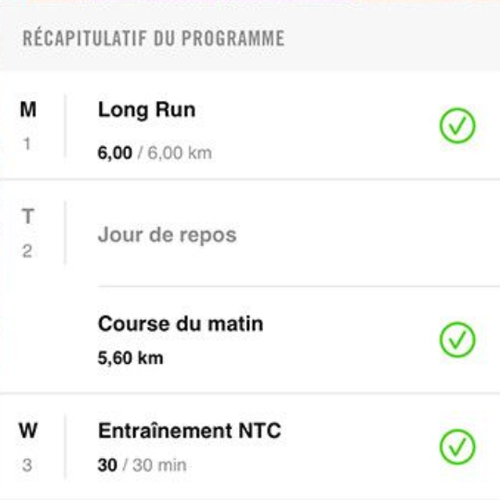 RÉCAPITULATIF DU PROGRAMME
M
Long Run
1
6,00 / 6,00 km
T
Jour de repos
2
Course du matin
5,60 km
W
Entraînement NTC
3
30 / 30 min